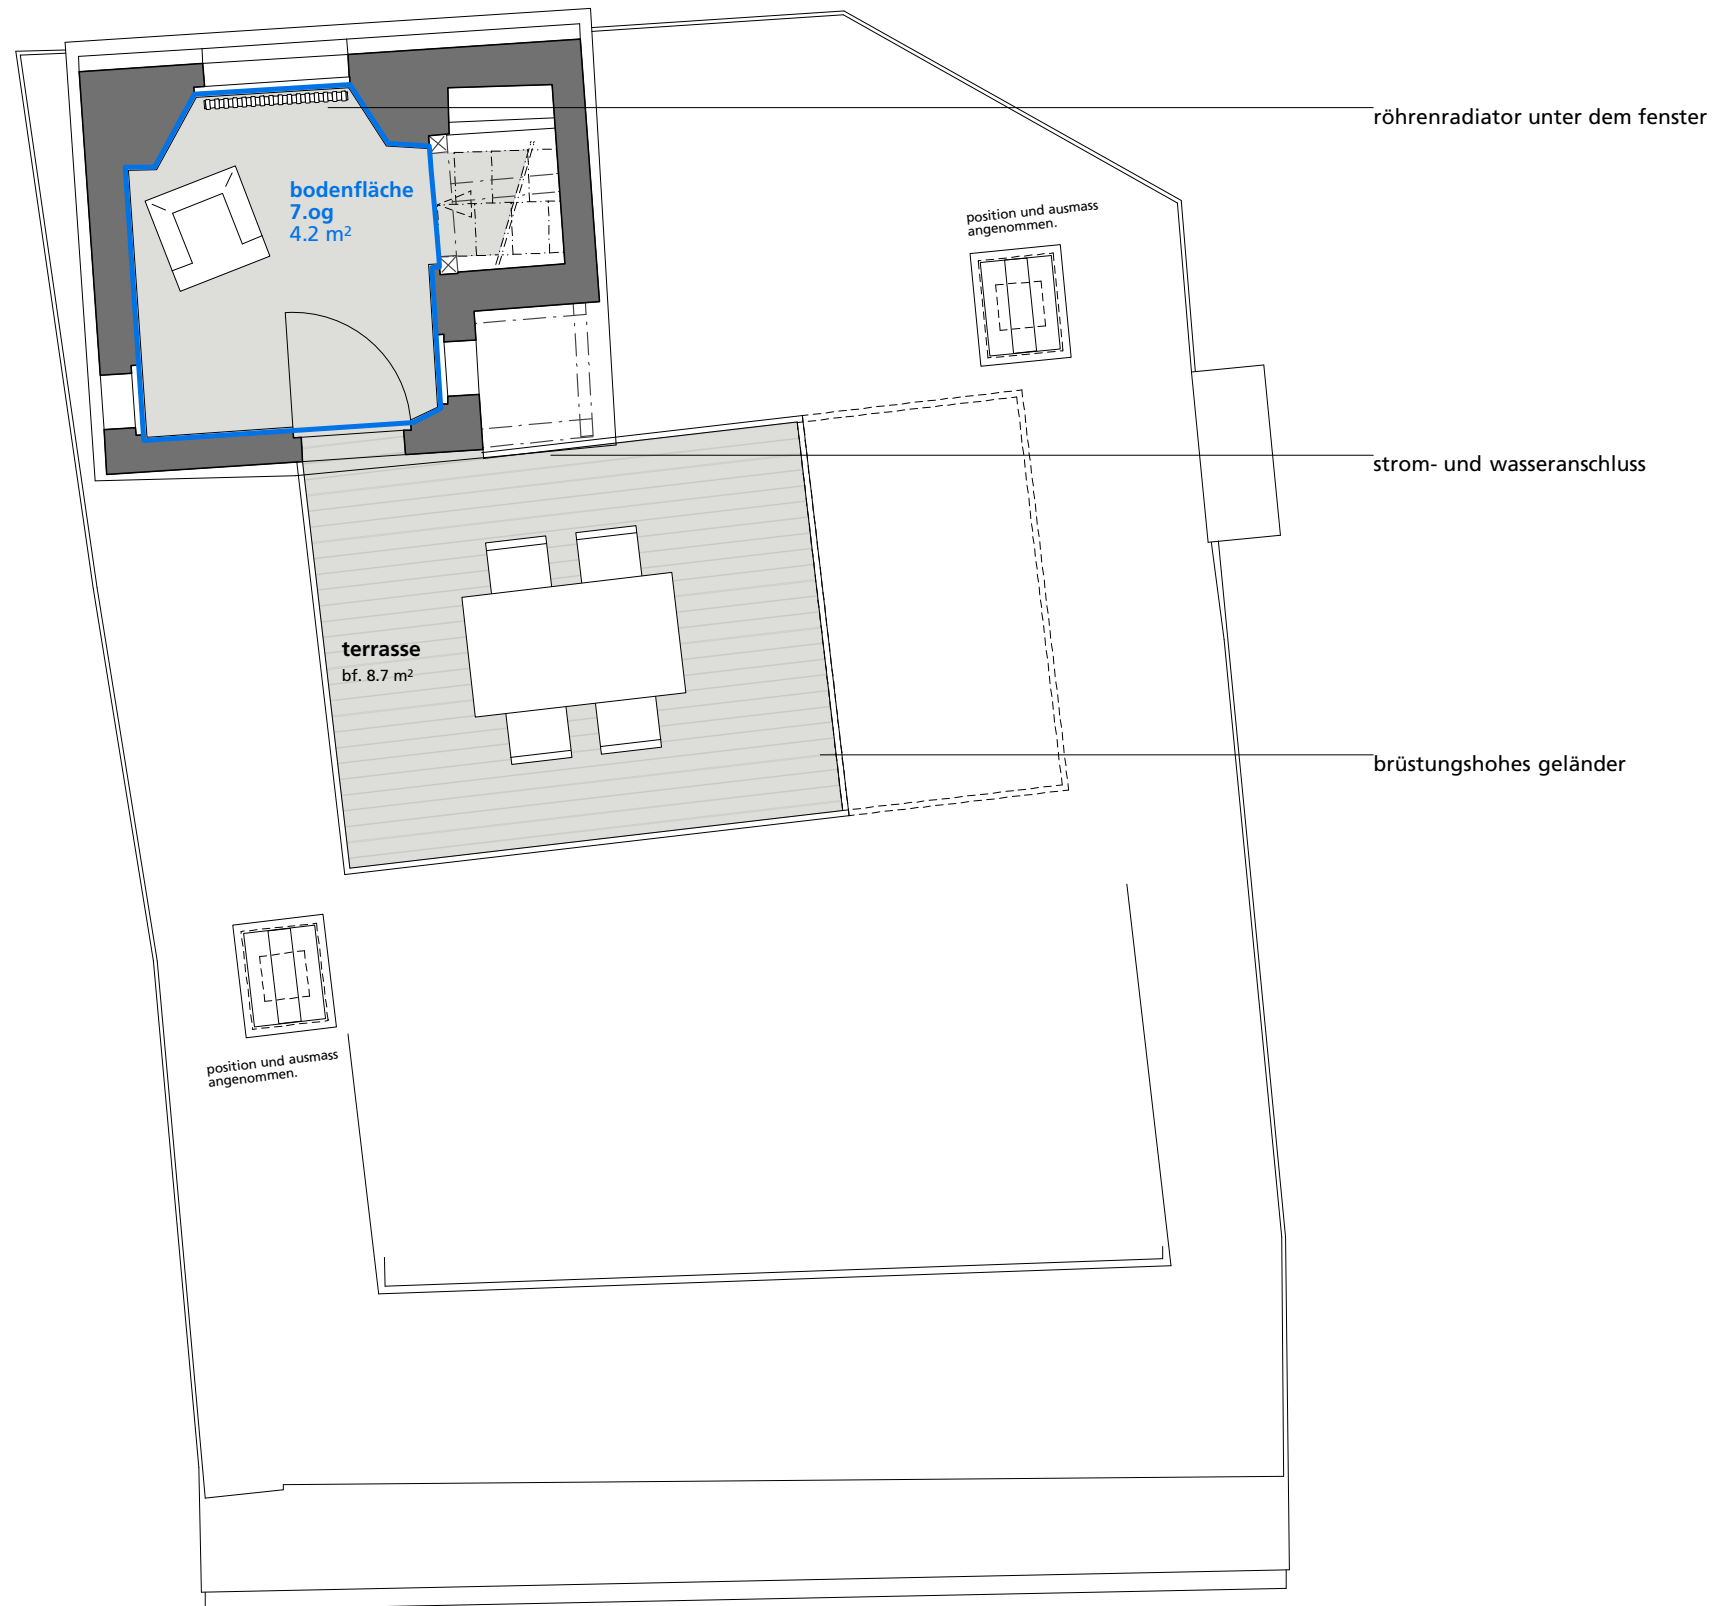 röhrenradiator unter dem fenster
bodenfläche
7.og
4.2 m²
position und ausmass
angenommen.
strom- und wasseranschluss
terrasse
bf. 8.7 m²
brüstungshohes geländer
position und ausmass
angenommen.